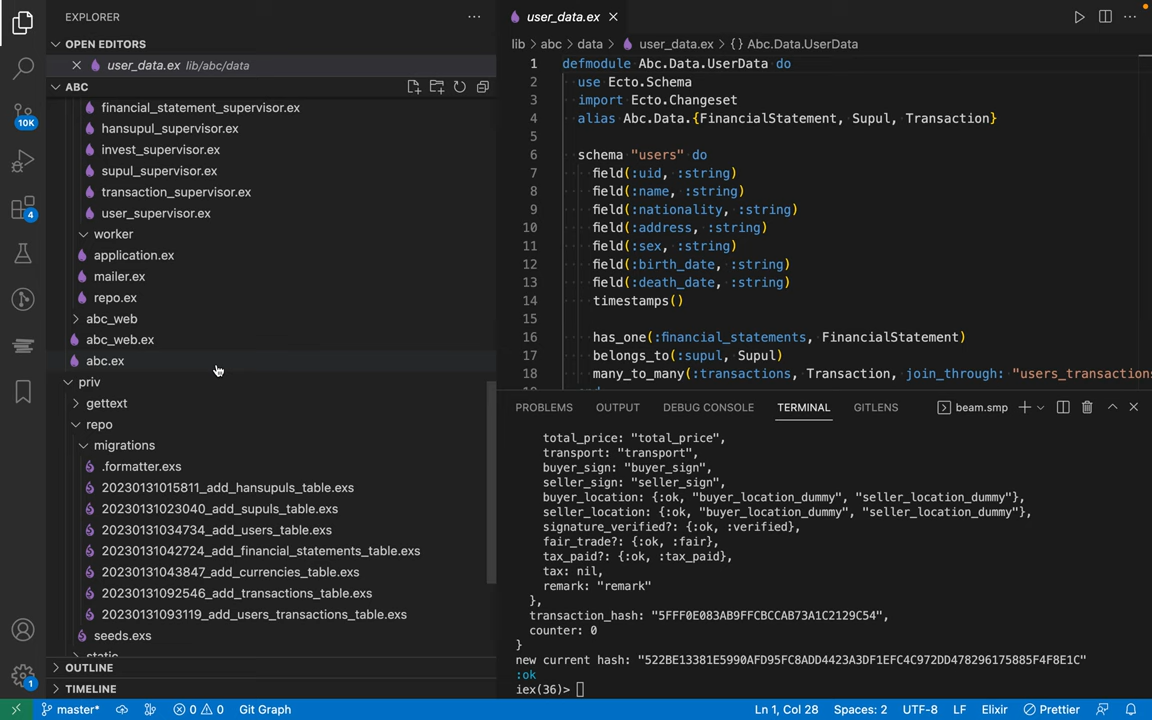 EXPLORER
OPEN EDITORS
user_data.ex lib/abc/data
ABC
financial_statement_supervisor.ex
hansupul_supervisor.ex
invest_supervisor.ex
supul_supervisor.ex
transaction_supervisor.ex
user_supervisor.ex
worker
application.ex
mailer.ex
repo.ex
abc_web
abc_web.ex
abc.ex
priv
gettext
repo
migrations
.formatter.exs
20230131015811_add_hansupuls_table.exs
20230131023040_add_supuls_table.exs
20230131034734_add_users_table.exs
20230131042724_add_financial_statements_table.exs
20230131043847_add_currencies_table.exs
20230131092546_add_transactions_table.exs
20230131093119_add_users_transactions_table.exs
seeds.exs
static
OUTLINE
TIMELINE
10K
4
1
user_data.ex
lib > abc > data > user_data.ex > {} Abc.Data.UserData
1 defmodule Abc.Data.UserData do
2 use Ecto.Schema
3 import Ecto.Changeset
4 alias Abc.Data.{FinancialStatement, Supul, Transaction}
5
6 schema "users" do
7 field(:uid, :string)
8 field(:name, :string)
9 field(:nationality, :string)
10 field(:address, :string)
11 field(:sex, :string)
12 field(:birth_date, :string)
13 field(:death_date, :string)
14 timestamps()
15
16 has_one(:financial_statements, FinancialStatement)
17 belongs_to(:supul, Supul)
18 many_to_many(:transactions, Transaction, join_through: "users_transactions
PROBLEMS OUTPUT DEBUG CONSOLE TERMINAL GITLENS beam.smp
total_price: "total_price",
transport: "transport",
buyer_sign: "buyer_sign",
seller_sign: "seller_sign",
buyer_location: {:ok, "buyer_location_dummy", "seller_location_dummy"},
seller_location: {:ok, "buyer_location_dummy", "seller_location_dummy"},
signature_verified?: {:ok, :verified},
fair_trade?: {:ok, :fair},
tax_paid?: {:ok, :tax_paid},
tax: nil,
remark: "remark"
},
transaction_hash: "5FFF0E083AB9FFCBCCAB73A1C2129C54",
counter: 0
}
new current hash: "522BE13381E5990AFD95FC8ADD4423A3DF1EFC4C972DD478296175885F4F8E1C"
:ok
iex(36)>
master* 0 0 Git Graph Ln 1, Col 28 Spaces: 2 UTF-8 LF Elixir Prettier